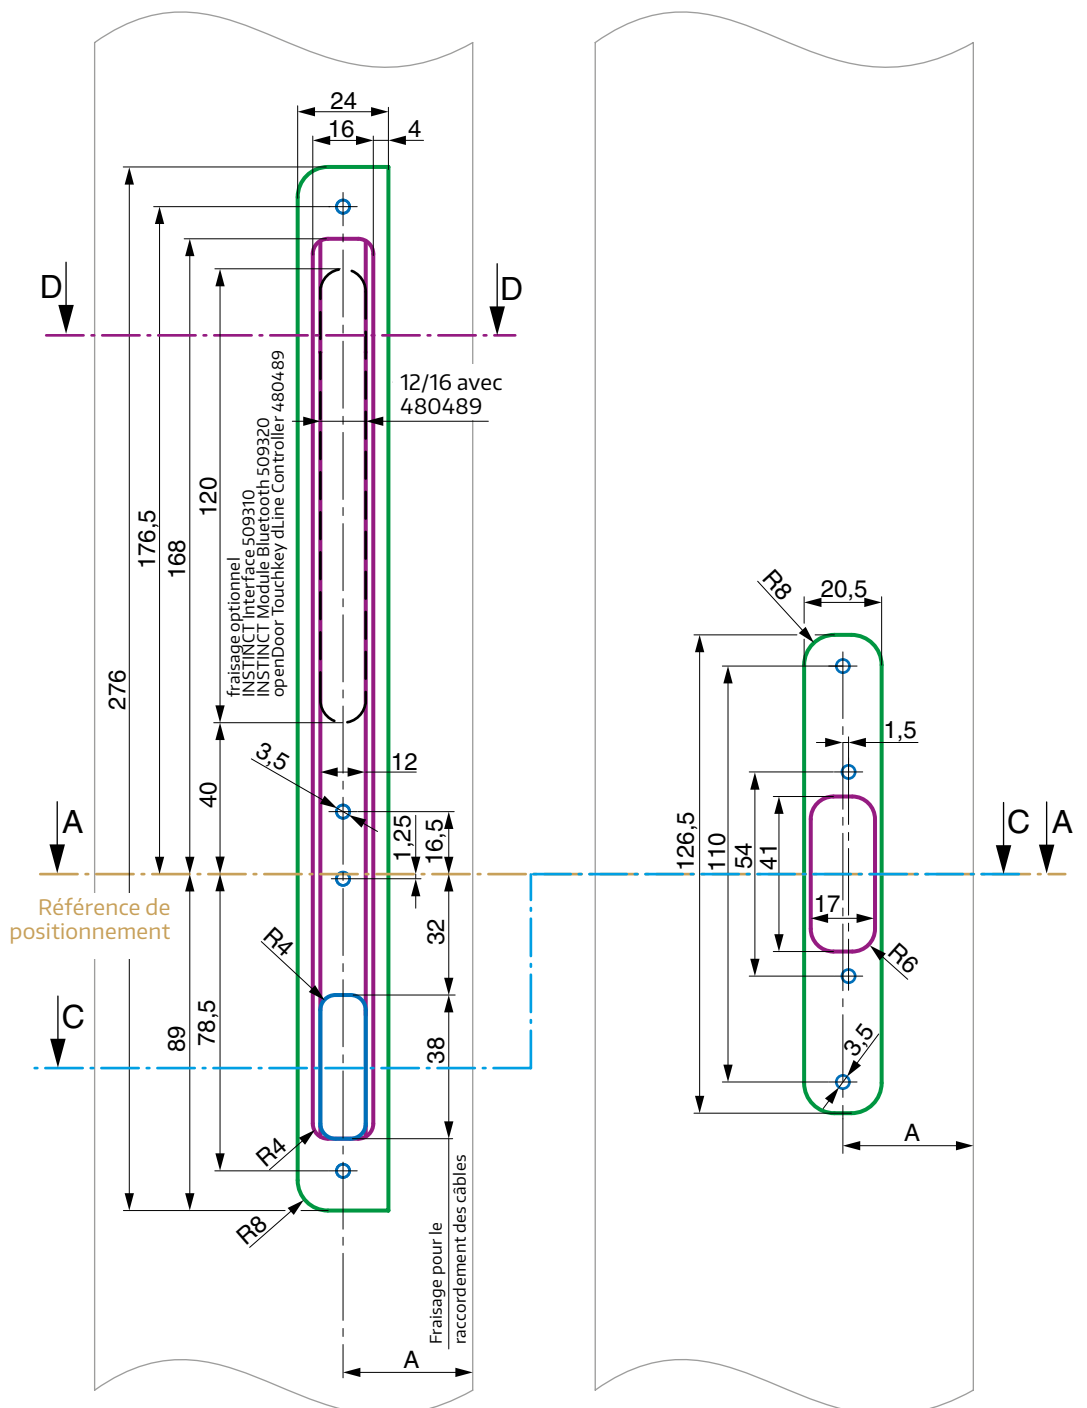 24
16
4
D
D
12/16 avec
480489
fraisage optionnel
INSTINCT Interface 509310
INSTINCT Module Bluetooth 509320
openDoor Touchkey dLine Controller 480489
120
176,5
168
276
R8
20,5
3,5
12
40
1,25
16,5
1,5
A
C
A
126,5
110
54
41
17
Référence de
positionnement
R4
32
R6
C
89
78,5
38
3,5
R4
R8
Fraisage pour le
raccordement des câbles
A
A